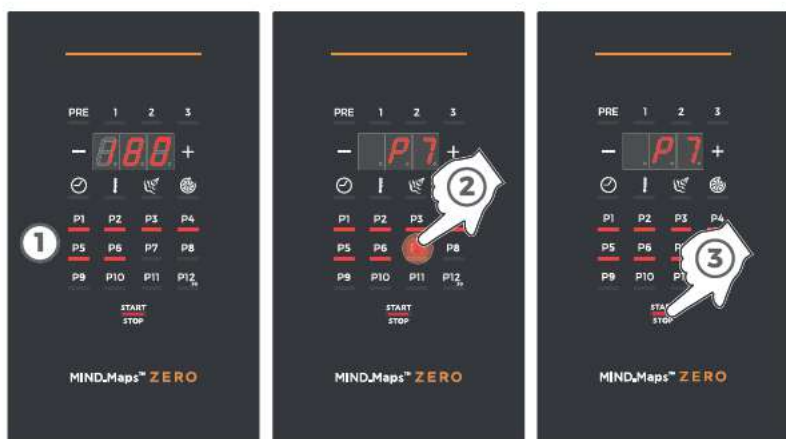 PRE 1 2 3
- 180 +
1
P1 P2 P3 P4
P5 P6 P7 P8
P9 P10 P11 P12
START
STOP
MIND.Maps™ ZERO
PRE 1 2 3
- P7 +
2
P1 P2 P3
P5 P6 P8
P9 P10 P11 P12
START
STOP
MIND.Maps™ ZERO
PRE 1 2 3
- P7 +
P1 P2 P3 P4
P5 P6
3
P9 P10
STOP
MIND.Maps™ ZERO